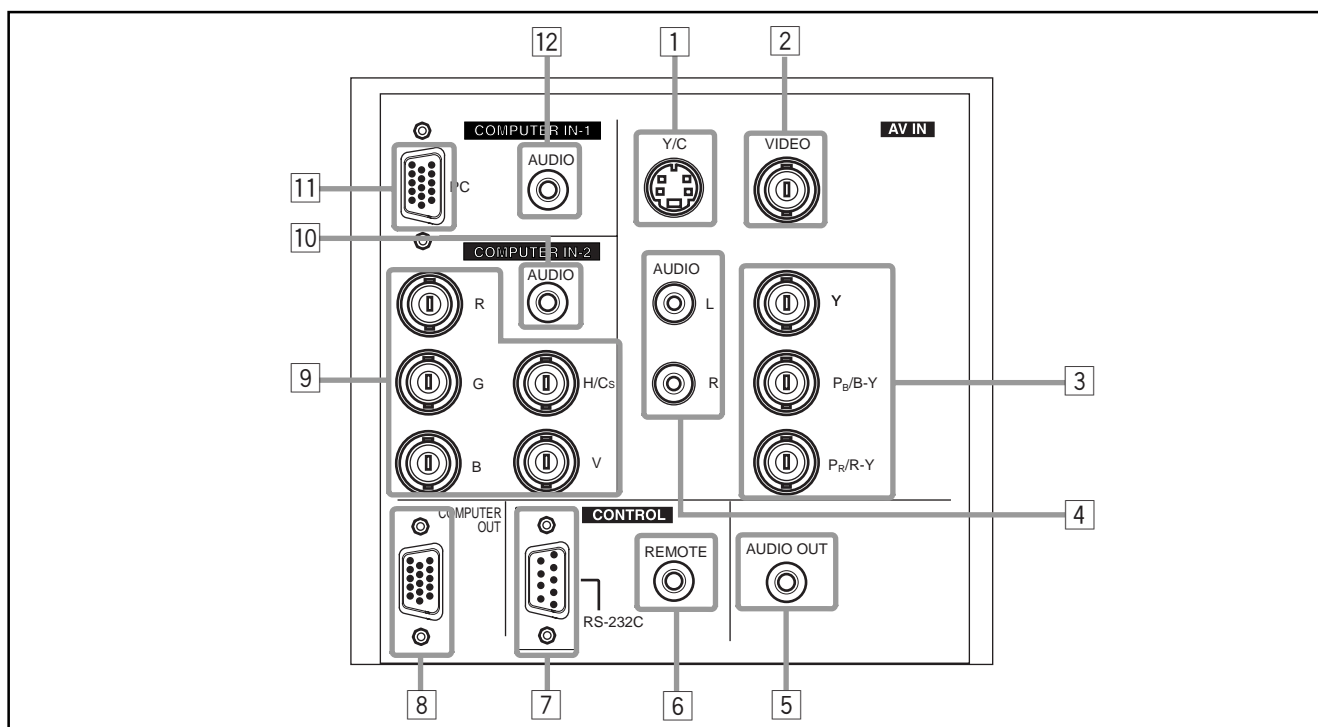 12
1
2
COMPUTER IN-1
AV IN
AUDIO
Y/C
VIDEO
11
PC
10
COMPUTER IN-2
AUDIO
AUDIO
R
L
Y
9
G
H/Cs
R
PB/B-Y
3
B
V
PR/R-Y
COMPUTER
OUT
CONTROL
4
REMOTE
AUDIO OUT
RS-232C
8
7
6
5